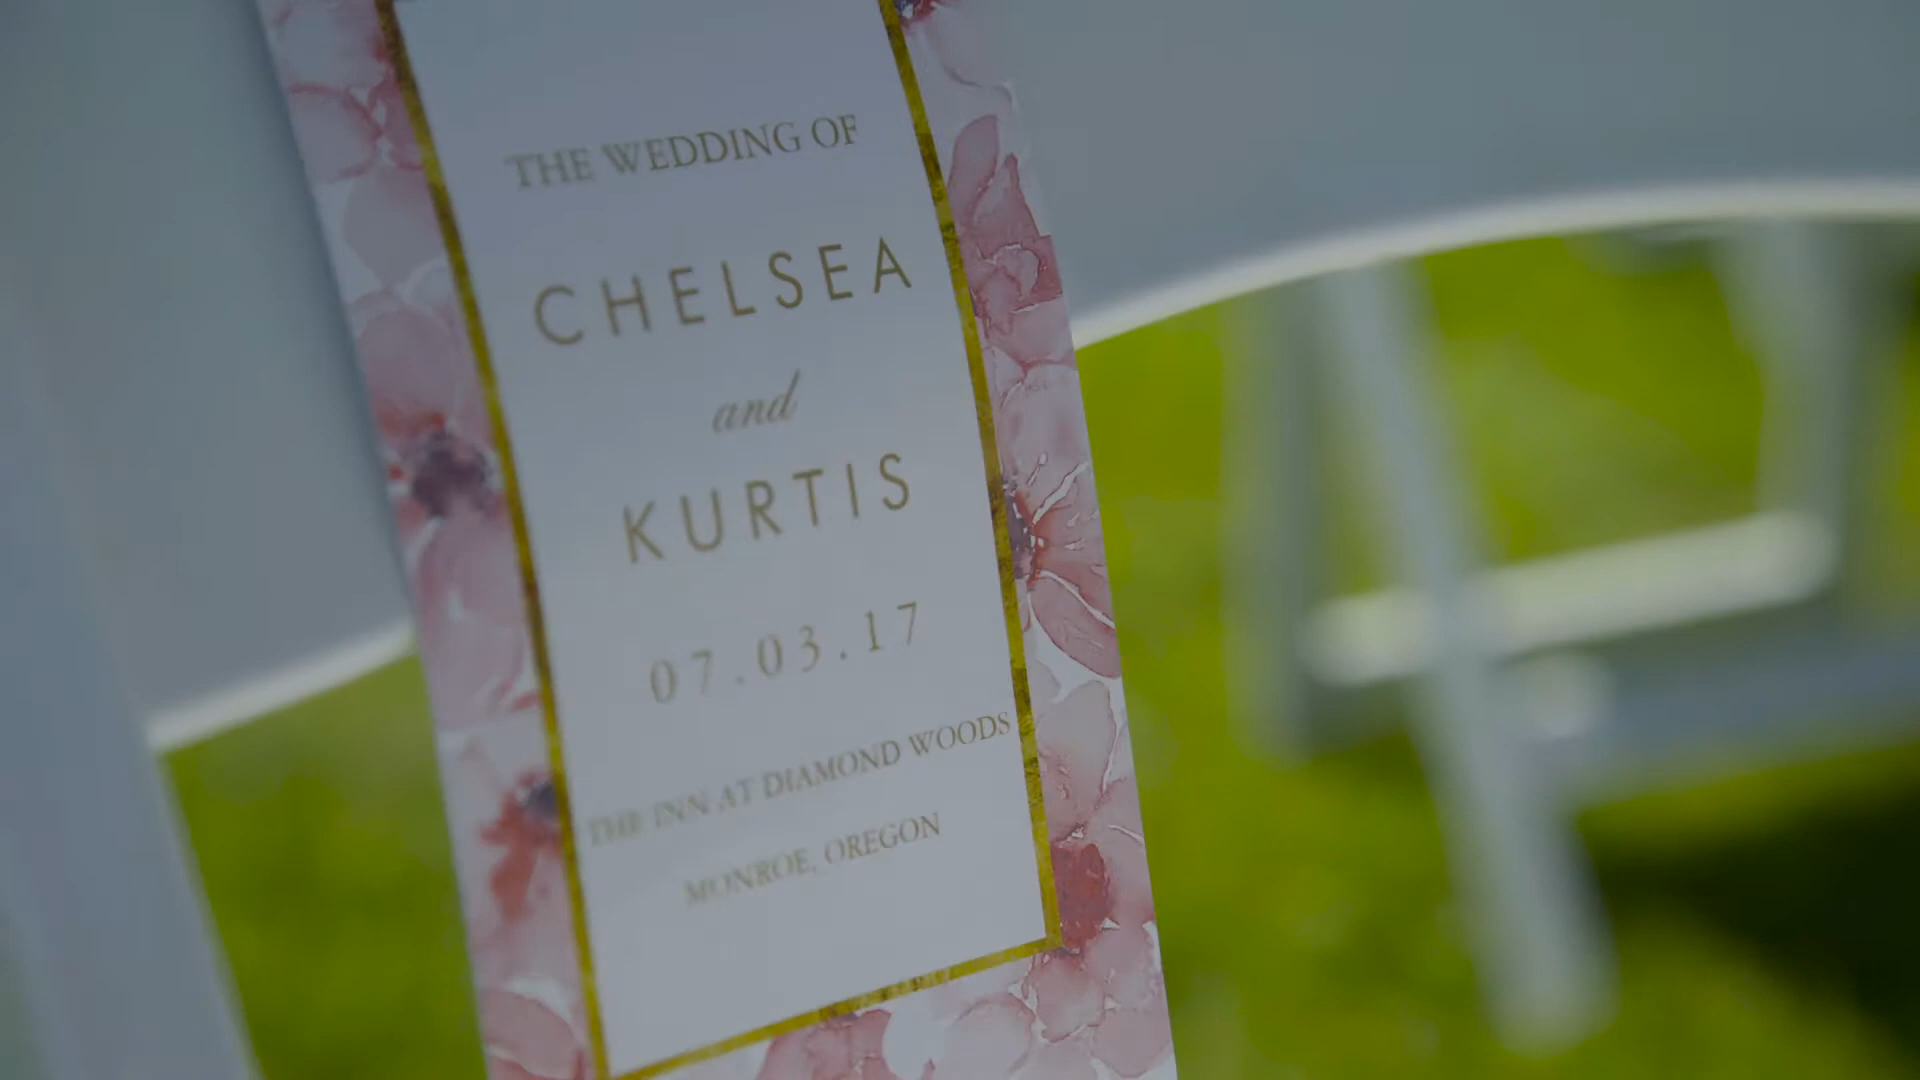 THE WEDDING OF
CHELSEA
and
KURTIS
07.03.17
THE INN AT DIAMOND WOODS
MONROE, OREGON